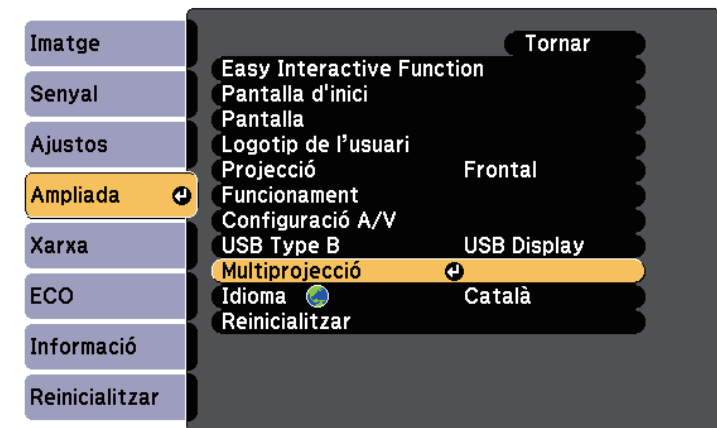 Imatge
Senyal
Ajustos
Ampliada
Xarxa
ECO
Informació
Reinicialitzar
Tornar
Easy Interactive Function
Pantalla d'inici
Pantalla
Logotip de l’usuari
Projecció Frontal
Funcionament
Configuració A/V
USB Type B USB Display
Multiprojecció
Idioma Català
Reinicialitzar